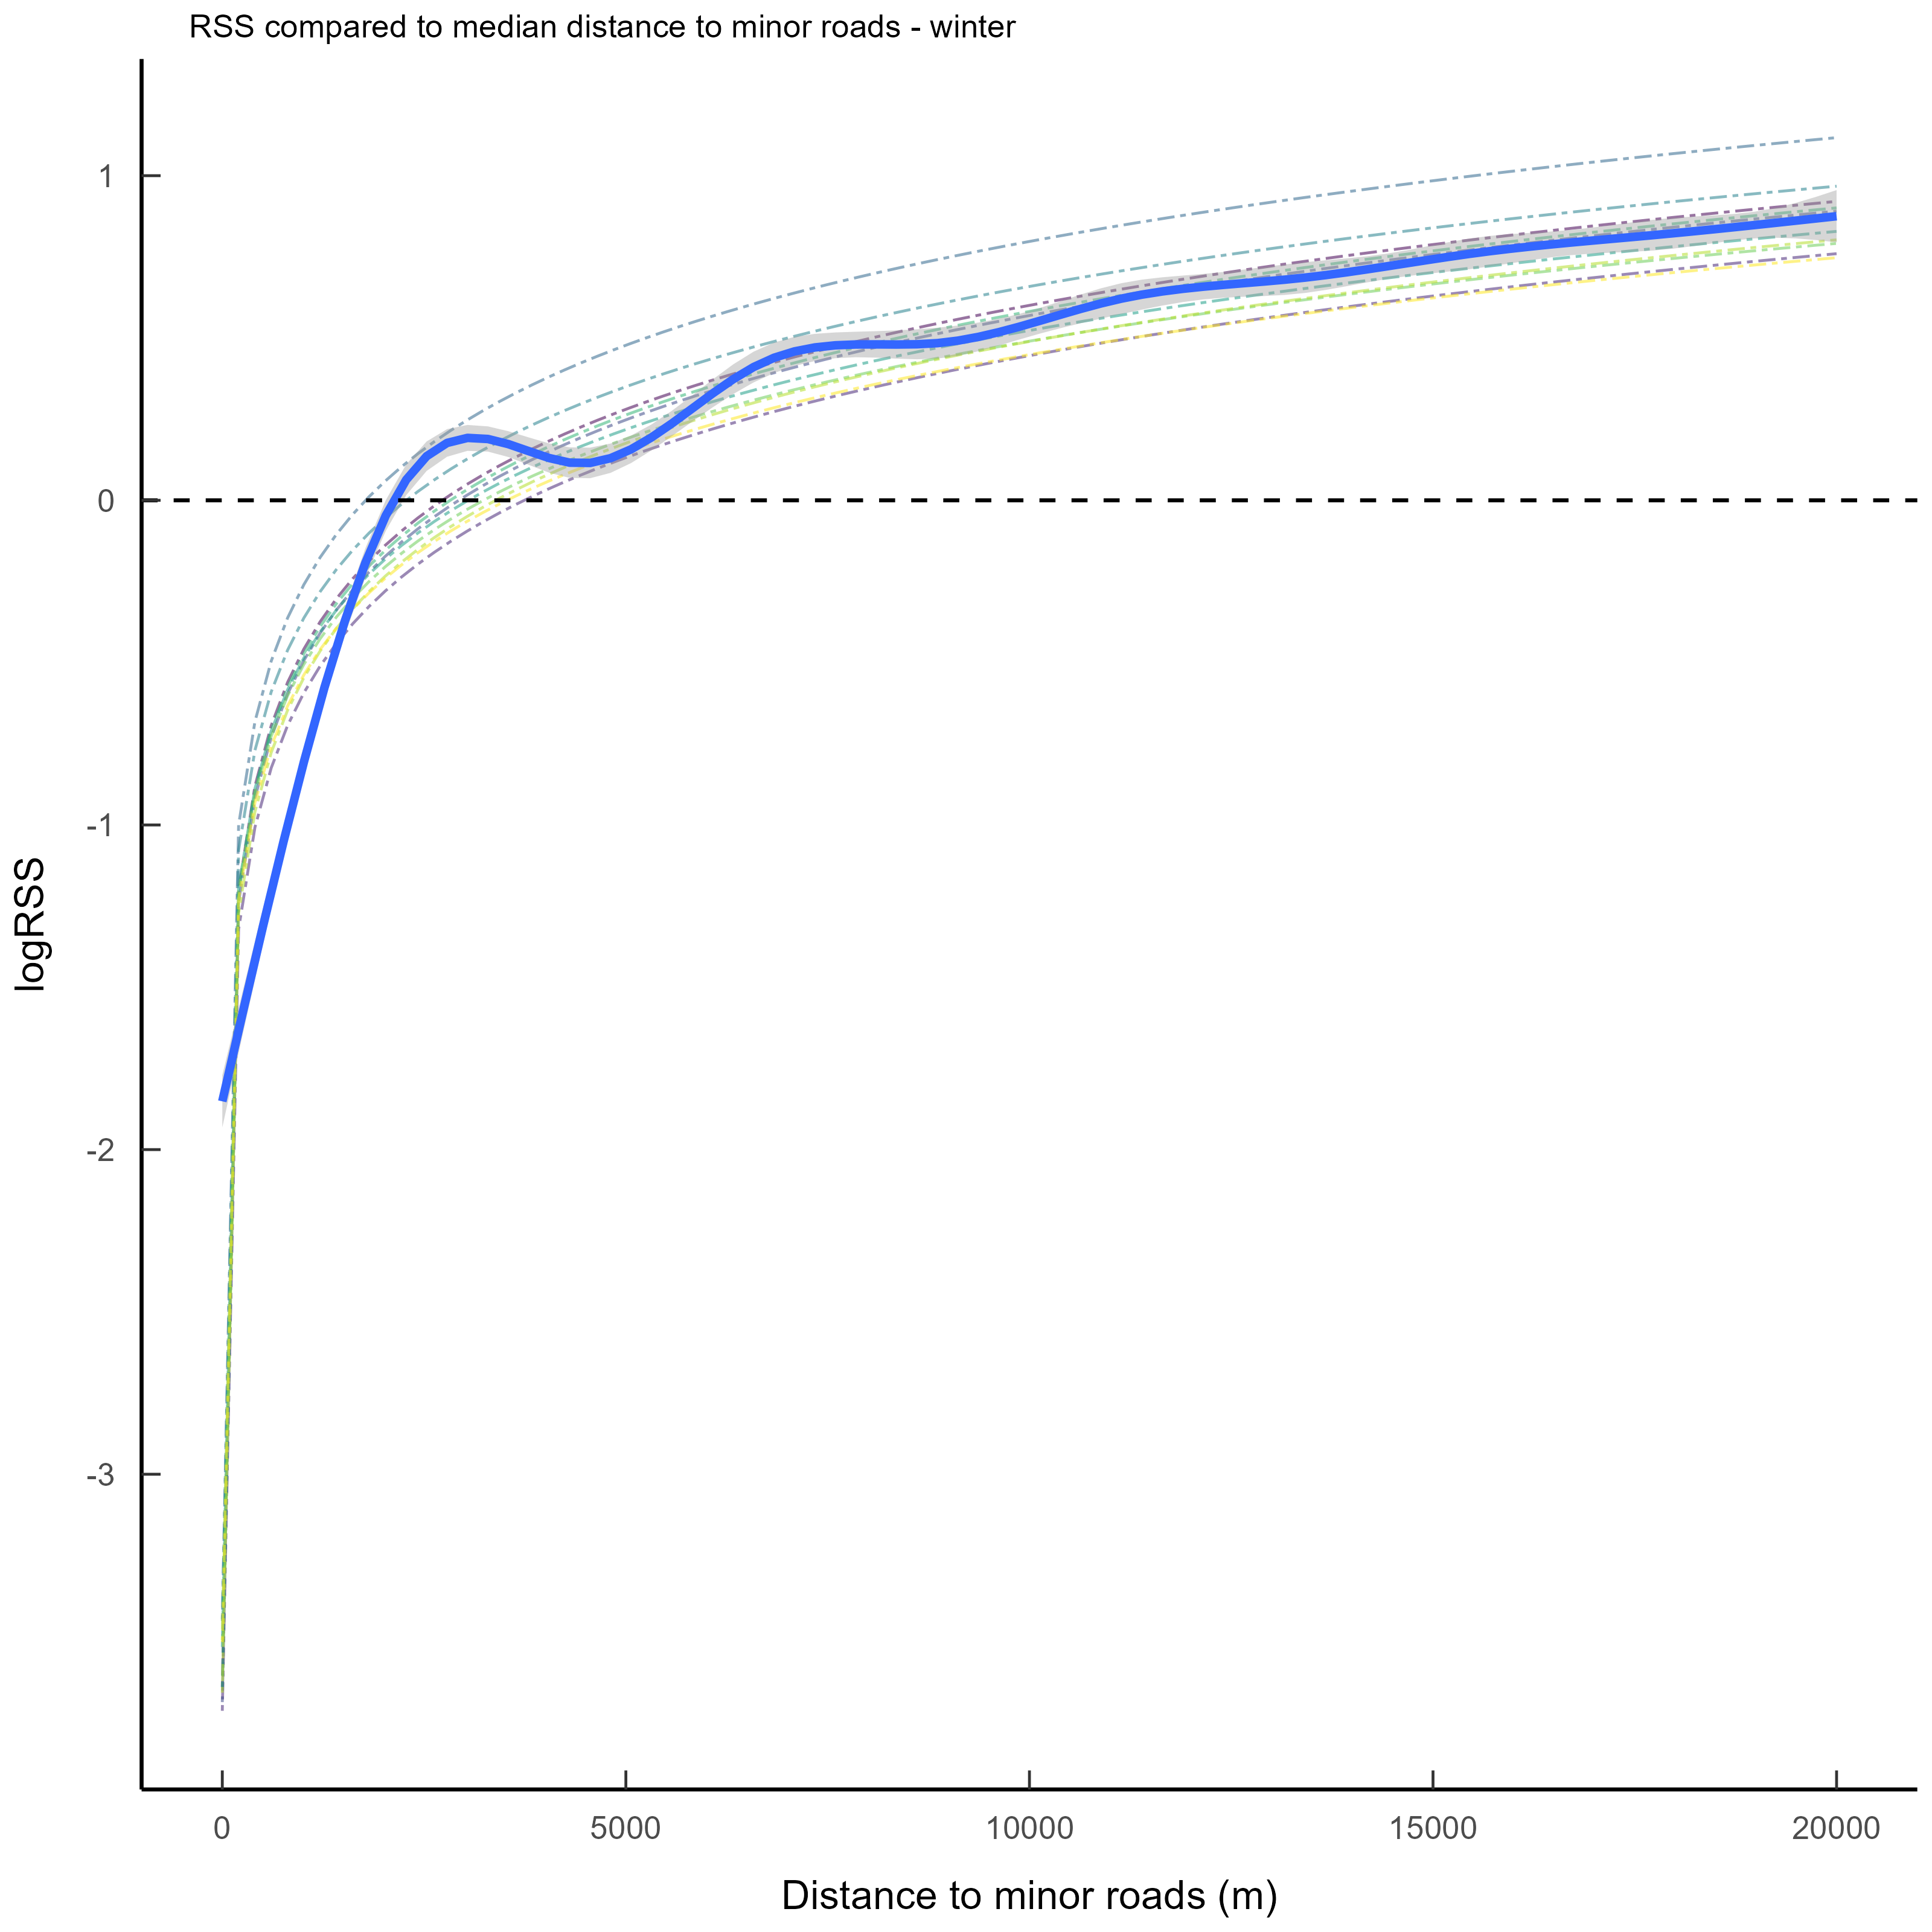 RSS compared to median distance to minor roads - winter
1
0
-1
-2
-3
logRSS
0 5000 10000 15000 20000
Distance to minor roads (m)